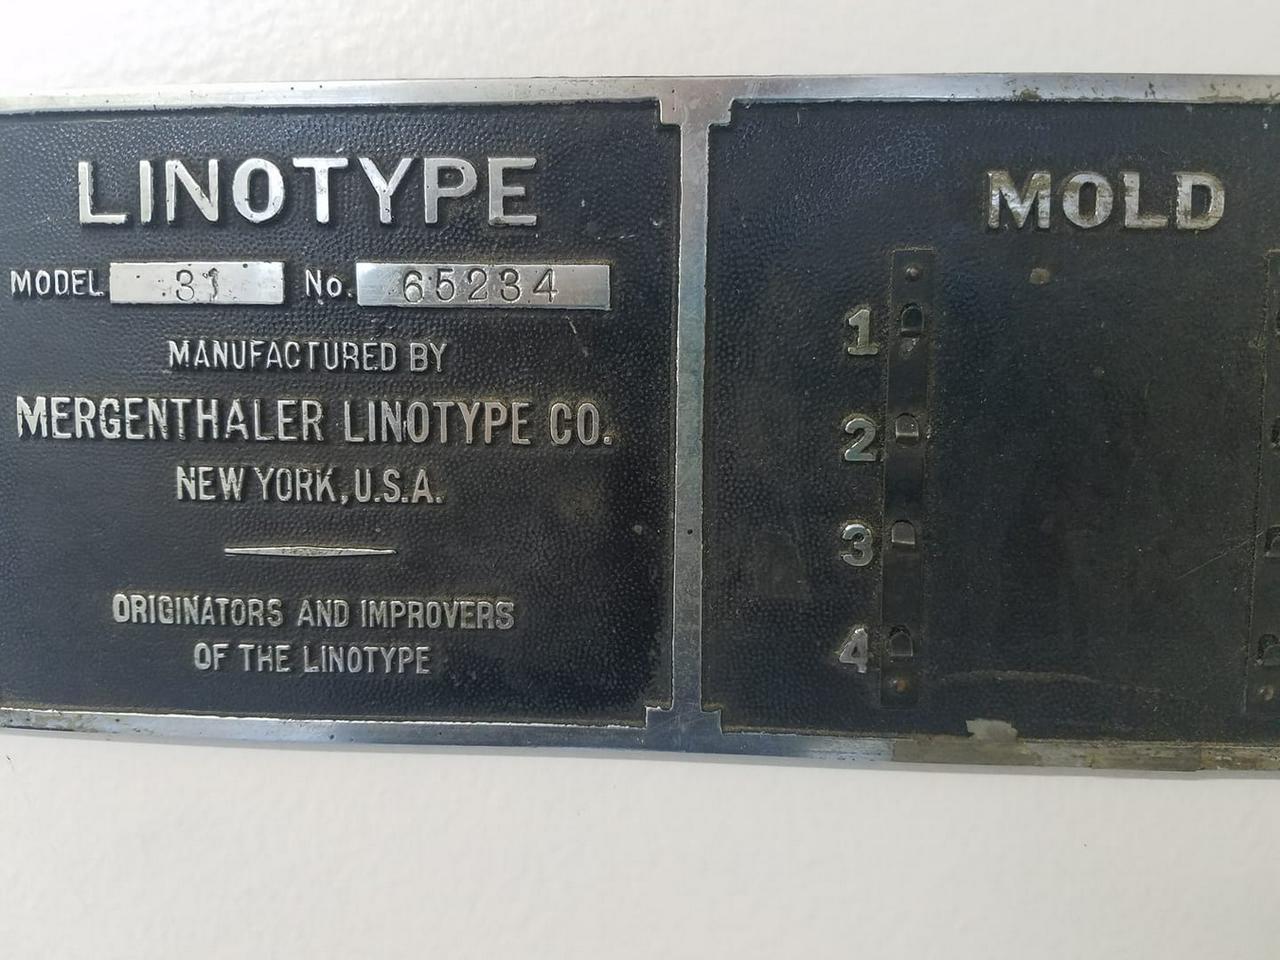 LINOTYPE
MODEL 31 No. 65234
MANUFACTURED BY
MERGENTHALER LINOTYPE CO.
NEW YORK, U.S.A.
ORIGINATORS AND IMPROVERS
OF THE LINOTYPE
MOLD
1
2
3
4